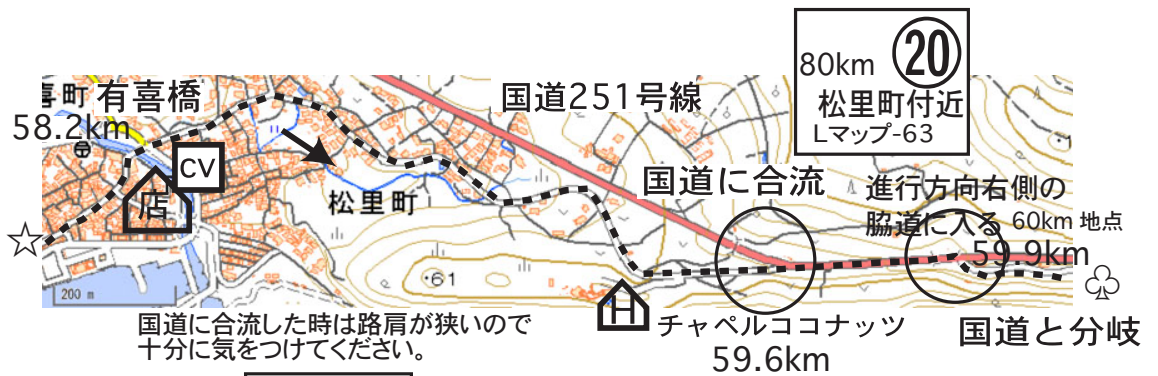 80km ⑳
松里町付近
Lマップ-63
喜町 有喜橋
58.2km
国道251号線
CV
店
松里町
国道に合流
進行方向右側の
脇道に入る 60km 地点
59.9km
☆
・61
200 m
H
チャペルココナッツ
59.6km
国道と分岐
国道に合流した時は路肩が狭いので
十分に気をつけてください。